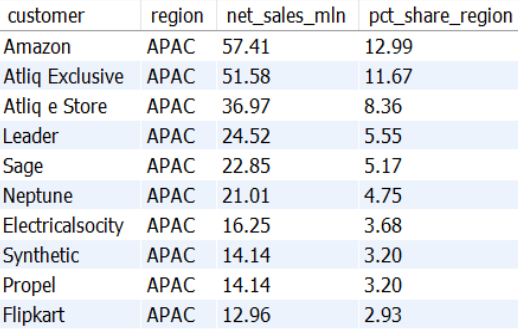 customer region net_sales_mln pct_share_region
Amazon APAC 57.41 12.99
Atliq Exclusive APAC 51.58 11.67
Atliq e Store APAC 36.97 8.36
Leader APAC 24.52 5.55
Sage APAC 22.85 5.17
Neptune APAC 21.01 4.75
Electricalsocity APAC 16.25 3.68
Synthetic APAC 14.14 3.20
Propel APAC 14.14 3.20
Flipkart APAC 12.96 2.93